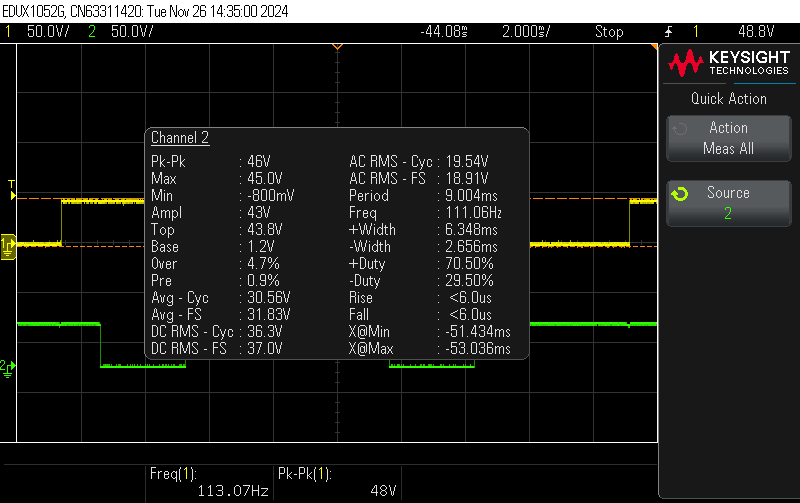 EDUX1052G, CN63311420: Tue Nov 26 14:35:00 2024
1 50.0V/ 2 50.0V/ -44.08ms 2.000ms/ Stop 1 48.8V
KEYSIGHT
TECHNOLOGIES
Quick Action
Action
Meas All
Source
2
T
1
2
Channel 2
Pk-Pk : 46V AC RMS - Cyc : 19.54V
Max : 45.0V AC RMS - FS : 18.91V
Min : -800mV Period : 9.004ms
Ampl : 43V Freq : 111.06Hz
Top : 43.8V +Width : 6.348ms
Base : 1.2V -Width : 2.656ms
Over : 4.7% +Duty : 70.50%
Pre : 0.9% -Duty : 29.50%
Avg - Cyc : 30.56V Rise : <6.0us
Avg - FS : 31.83V Fall : <6.0us
DC RMS - Cyc : 36.3V X@Min : -51.434ms
DC RMS - FS : 37.0V X@Max : -53.036ms
Freq(1): Pk-Pk(1):
113.07Hz 48V